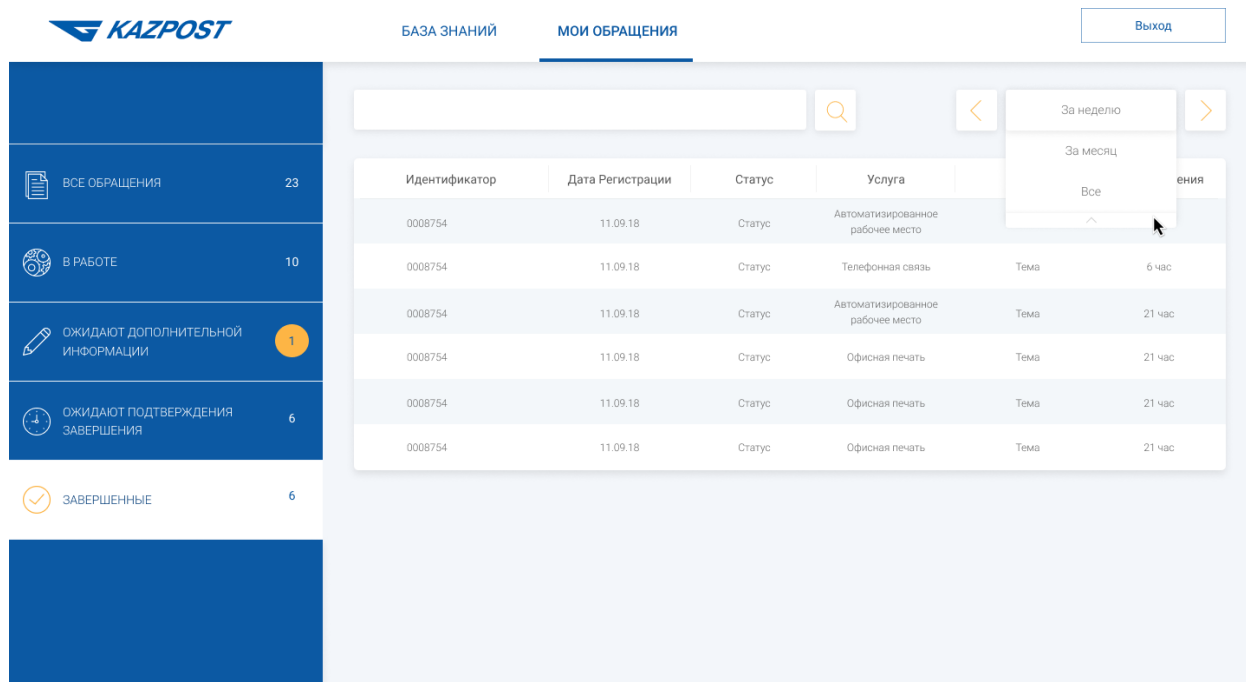 KAZPOST
БАЗА ЗНАНИЙ
МОИ ОБРАЩЕНИЯ
Выход
ВСЕ ОБРАЩЕНИЯ 23
В РАБОТЕ 10
ОЖИДАЮТ ДОПОЛНИТЕЛЬНОЙ
ИНФОРМАЦИИ
1
ОЖИДАЮТ ПОДТВЕРЖДЕНИЯ
ЗАВЕРШЕНИЯ
6
ЗАВЕРШЕННЫЕ 6
За неделю
За месяц
Все
Идентификатор Дата Регистрации Статус Услуга ения
0008754 11.09.18 Статус Автоматизированное
рабочее место
0008754 11.09.18 Статус Телефонная связь Тема 6 час
0008754 11.09.18 Статус Автоматизированное
рабочее место Тема 21 час
0008754 11.09.18 Статус Офисная печать Тема 21 час
0008754 11.09.18 Статус Офисная печать Тема 21 час
0008754 11.09.18 Статус Офисная печать Тема 21 час